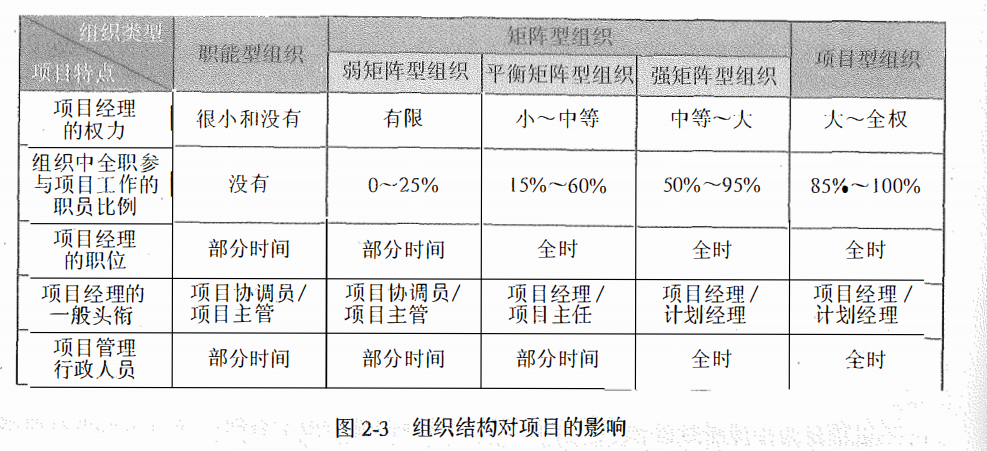 组织类型
项目特点
职能型组织
矩阵型组织
项目型组织
弱矩阵型组织 平衡矩阵型组织 强矩阵型组织
项目经理
的权力
很小和没有 有限 小～中等 中等～大 大～全权
组织中全职参
与项目工作的
职员比例
没有 0～25% 15%～60% 50%～95% 85%～100%
项目经理
的职位
部分时间 部分时间 全时 全时 全时
项目经理的
一般头衔
项目协调员/
项目主管
项目协调员/
项目主管
项目经理/
项目主任
项目经理/
计划经理
项目经理/
计划经理
项目管理
行政人员
部分时间 部分时间 部分时间 全时 全时
图 2-3 组织结构对项目的影响